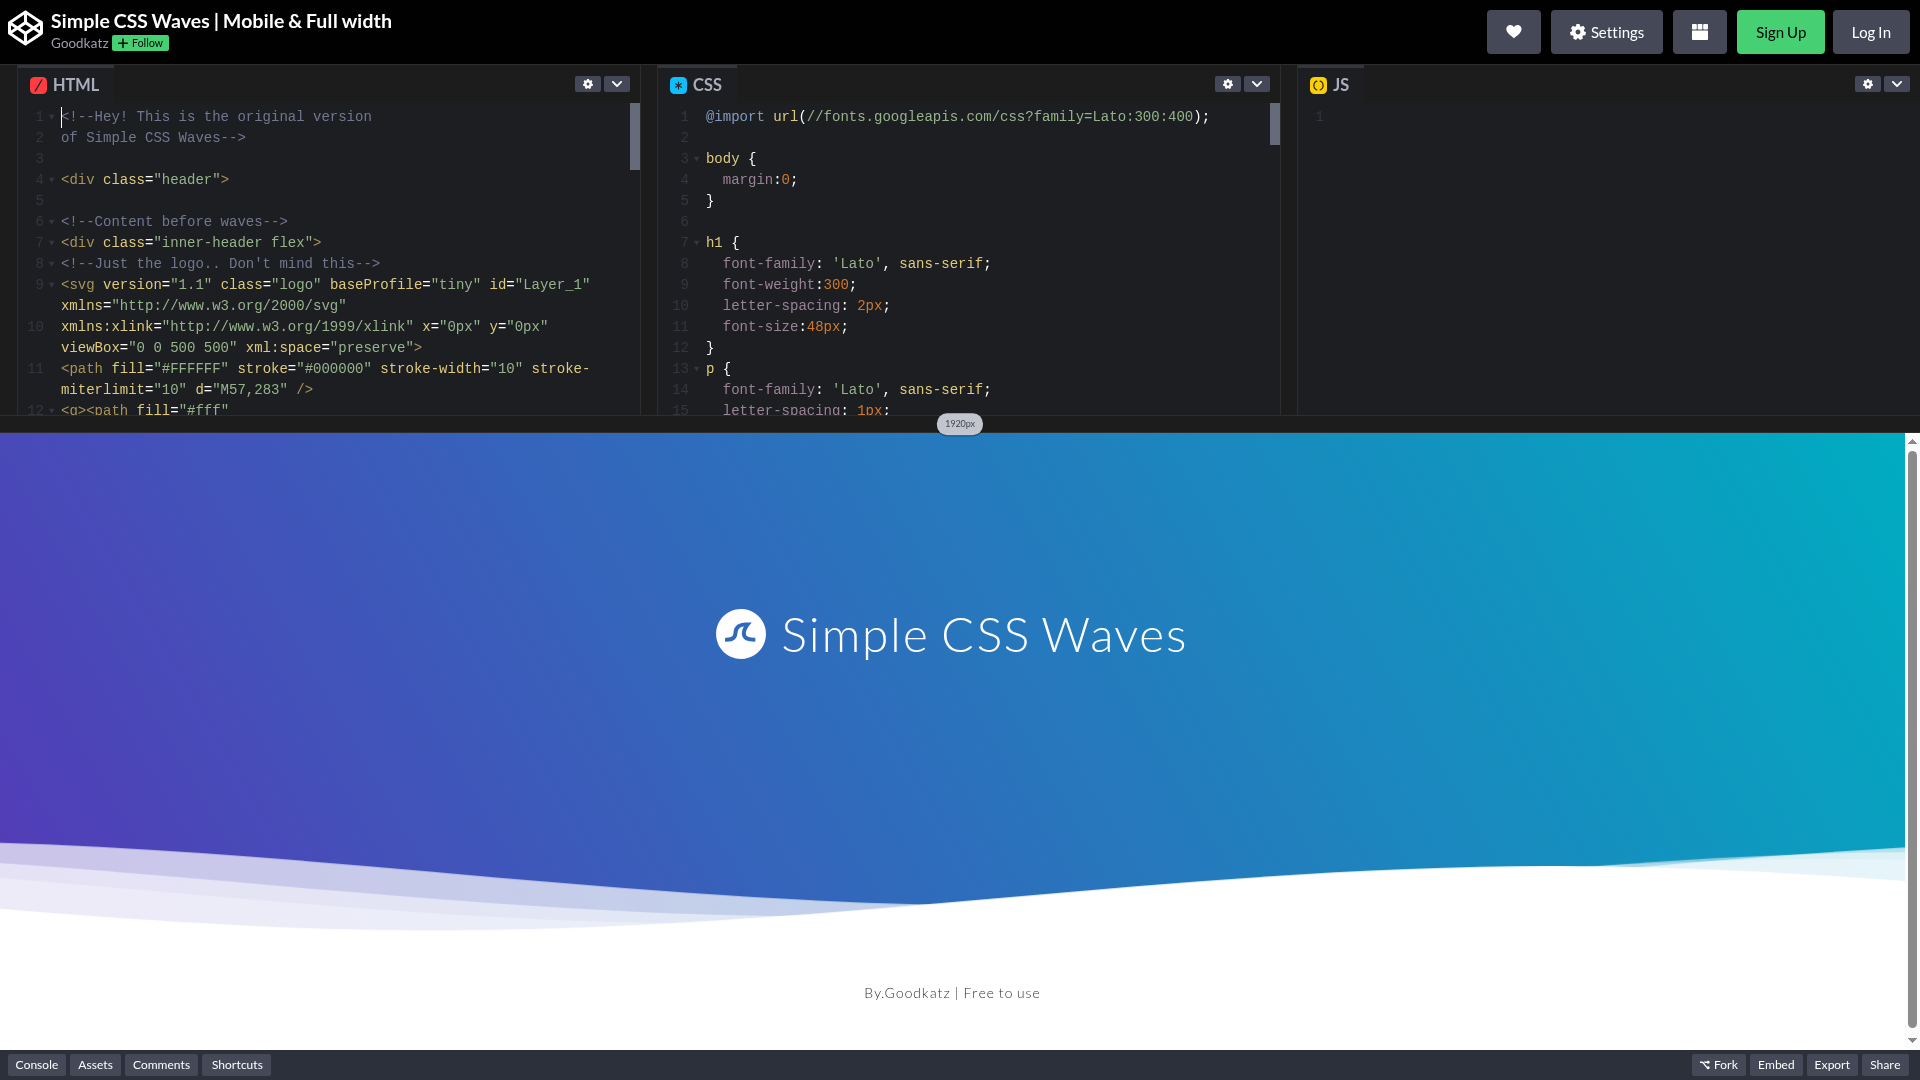 Simple CSS Waves | Mobile & Full width
Goodkatz
+ Follow
Settings
Sign Up
Log In
HTML
1 <!--Hey! This is the original version
2 of Simple CSS Waves-->
3
4 <div class="header">
5
6 <!--Content before waves-->
7 <div class="inner-header flex">
8 <!--Just the logo.. Don't mind this-->
9 <svg version="1.1" class="logo" baseProfile="tiny" id="Layer_1"
xmlns="http://www.w3.org/2000/svg"
10 xmlns:xlink="http://www.w3.org/1999/xlink" x="0px" y="0px"
viewBox="0 0 500 500" xml:space="preserve">
11 <path fill="#FFFFFF" stroke="#000000" stroke-width="10" stroke-
miterlimit="10" d="M57,283" />
12 <g><path fill="#fff"
CSS
1 @import url(//fonts.googleapis.com/css?family=Lato:300:400);
2
3 body {
4 margin:0;
5 }
6
7 h1 {
8 font-family: 'Lato', sans-serif;
9 font-weight:300;
10 letter-spacing: 2px;
11 font-size:48px;
12 }
13 p {
14 font-family: 'Lato', sans-serif;
15 letter-spacing: 1px;
JS
1
1920px
Simple CSS Waves
By.Goodkatz | Free to use
Console
Assets
Comments
Shortcuts
Fork
Embed
Export
Share